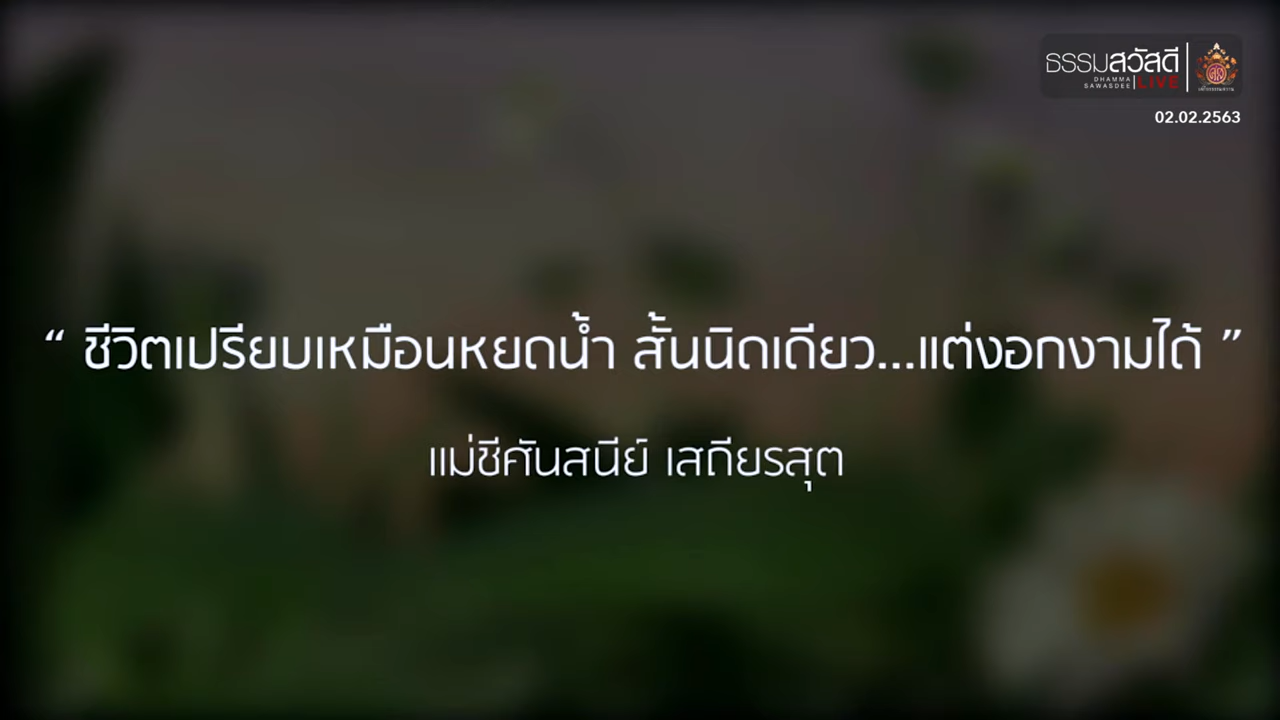 ธรรมสวัสดี
DHAMMA
SAWASDEE LIVE
02.02.2563
“ ชีวิตเปรียบเหมือนหยดน้ำ สั้นนิดเดียว...แต่งอกงามได้ ”
แม่ชีศันสนีย์ เสถียรสุต